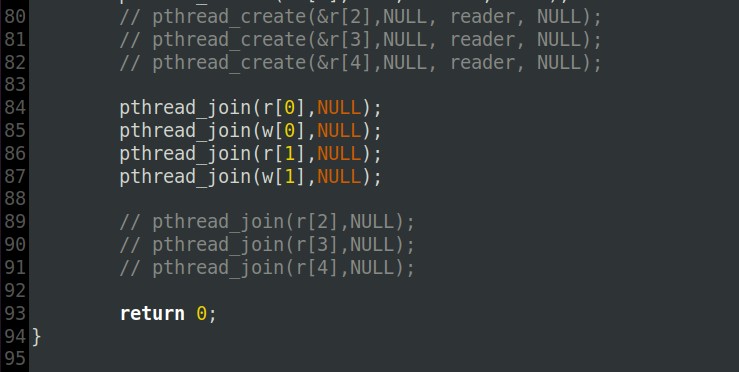 80 // pthread_create(&r[2],NULL, reader, NULL);
81 // pthread_create(&r[3],NULL, reader, NULL);
82 // pthread_create(&r[4],NULL, reader, NULL);
83
84 pthread_join(r[0],NULL);
85 pthread_join(w[0],NULL);
86 pthread_join(r[1],NULL);
87 pthread_join(w[1],NULL);
88
89 // pthread_join(r[2],NULL);
90 // pthread_join(r[3],NULL);
91 // pthread_join(r[4],NULL);
92
93 return 0;
94 }
95